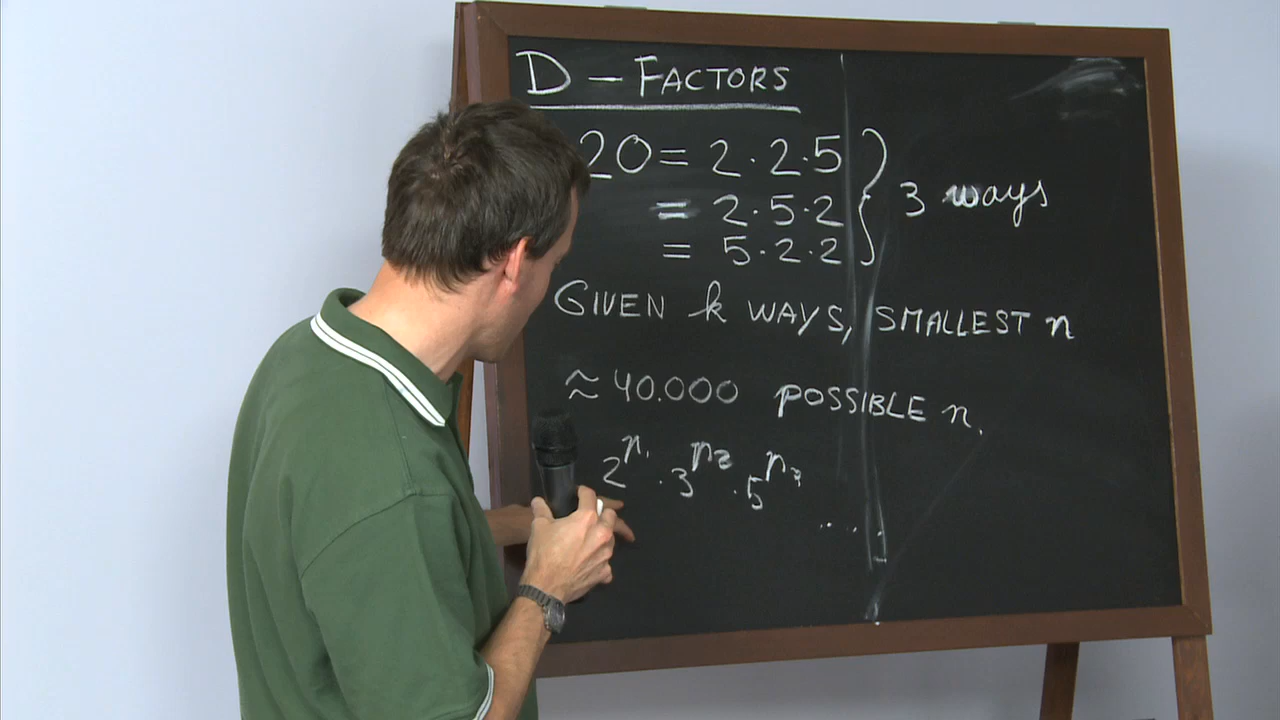 D – FACTORS
20 = 2 · 2 · 5
= 2 · 5 · 2
= 5 · 2 · 2
3 ways
GIVEN k WAYS, SMALLEST n
≈ 40.000 POSSIBLE n.
2^n₁ · 3^n₂ · 5^n₃ ....